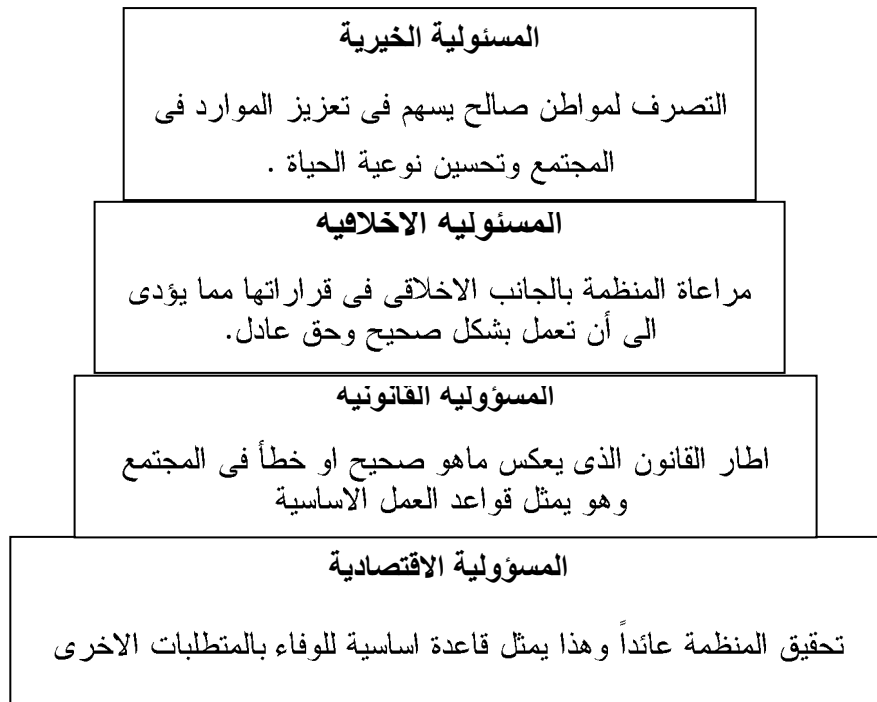 المسئولية الخيرية
التصرف لمواطن صالح يسهم فى تعزيز الموارد فى
المجتمع وتحسين نوعية الحياة .
المسئوليه الاخلاقيه
مراعاة المنظمة بالجانب الاخلاقى فى قراراتها مما يؤدى
الى أن تعمل بشكل صحيح وحق عادل.
المسؤوليه القانونيه
اطار القانون الذى يعكس ماهو صحيح او خطأ فى المجتمع
وهو يمثل قواعد العمل الاساسية
المسؤولية الاقتصادية
تحقيق المنظمة عائداً وهذا يمثل قاعدة اساسية للوفاء بالمتطلبات الاخرى